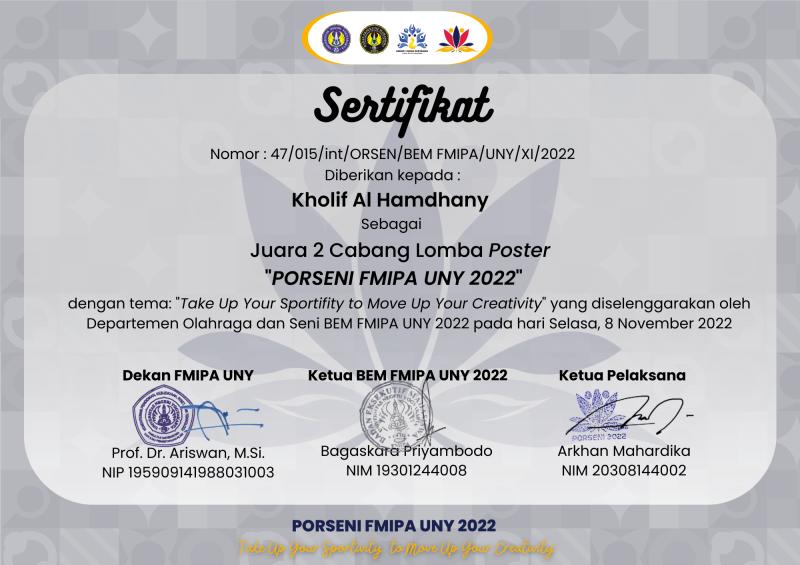 Sertifikat
Nomor : 47/015/int/ORSEN/BEM FMIPA/UNY/XI/2022
Diberikan kepada :
Kholif Al Hamdhany
Sebagai
Juara 2 Cabang Lomba Poster
"PORSENI FMIPA UNY 2022"
dengan tema: "Take Up Your Sportifity to Move Up Your Creativity" yang diselenggarakan oleh
Departemen Olahraga dan Seni BEM FMIPA UNY 2022 pada hari Selasa, 8 November 2022
Dekan FMIPA UNY
Prof. Dr. Ariswan, M.Si.
NIP 195909141988031003
Ketua BEM FMIPA UNY 2022
Bagaskara Priyambodo
NIM 19301244008
Ketua Pelaksana
PORSENI 2022
Arkhan Mahardika
NIM 20308144002
PORSENI FMIPA UNY 2022
Take Up Your Sportivity to Move Up Your Creativity